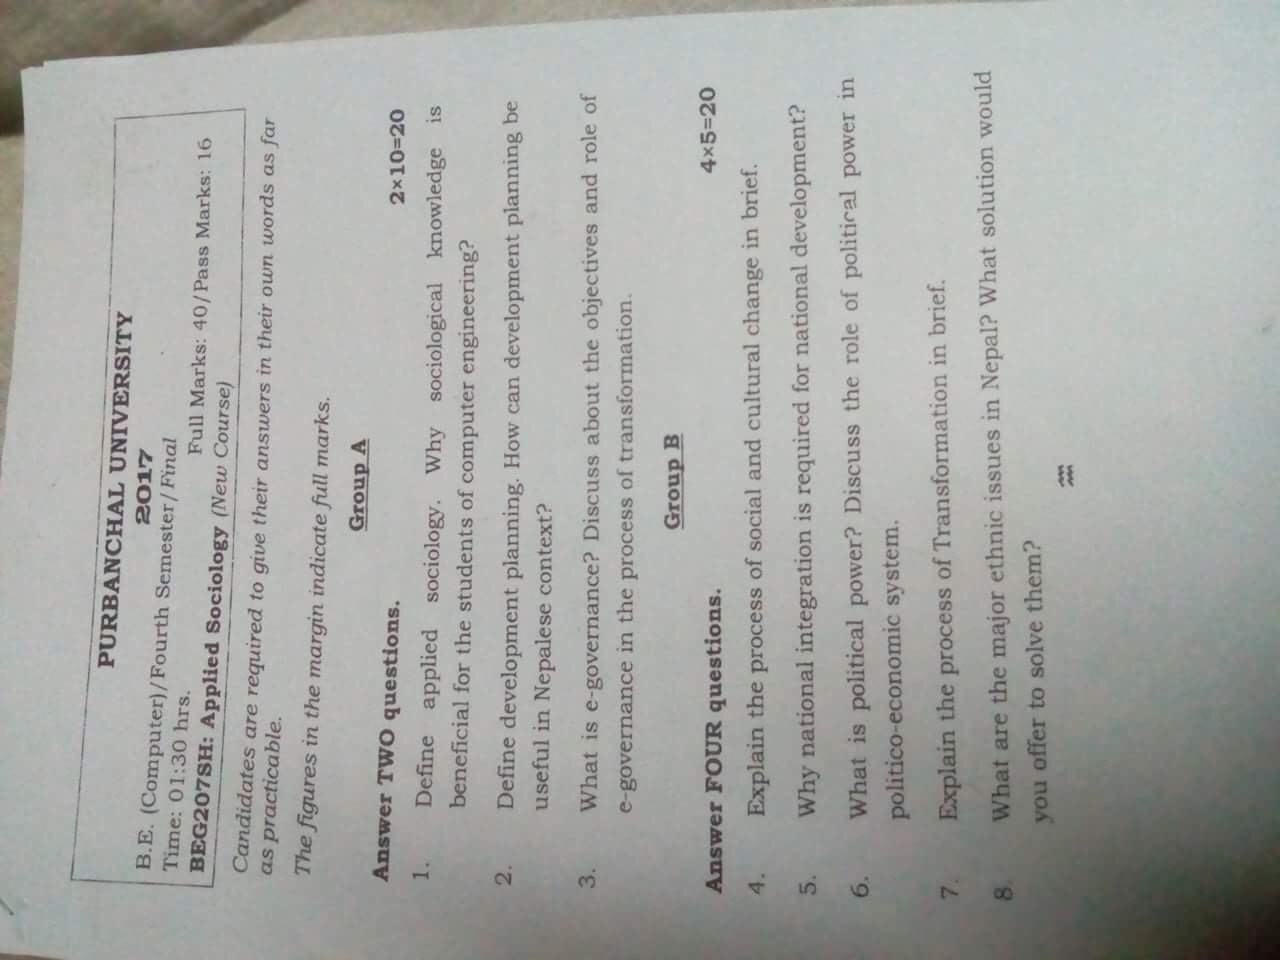 PURBANCHAL UNIVERSITY
2017
B.E. (Computer)/Fourth Semester/Final
Time: 01:30 hrs. Full Marks: 40/Pass Marks: 16
BEG207SH: Applied Sociology (New Course)
Candidates are required to give their answers in their own words as far
as practicable.
The figures in the margin indicate full marks.
Group A
Answer TWO questions. 2×10=20
1. Define applied sociology. Why sociological knowledge is
beneficial for the students of computer engineering?
2. Define development planning. How can development planning be
useful in Nepalese context?
3. What is e-governance? Discuss about the objectives and role of
e-governance in the process of transformation.
Group B
Answer FOUR questions. 4×5=20
4. Explain the process of social and cultural change in brief.
5. Why national integration is required for national development?
6. What is political power? Discuss the role of political power in
politico-economic system.
7. Explain the process of Transformation in brief.
8. What are the major ethnic issues in Nepal? What solution would
you offer to solve them?